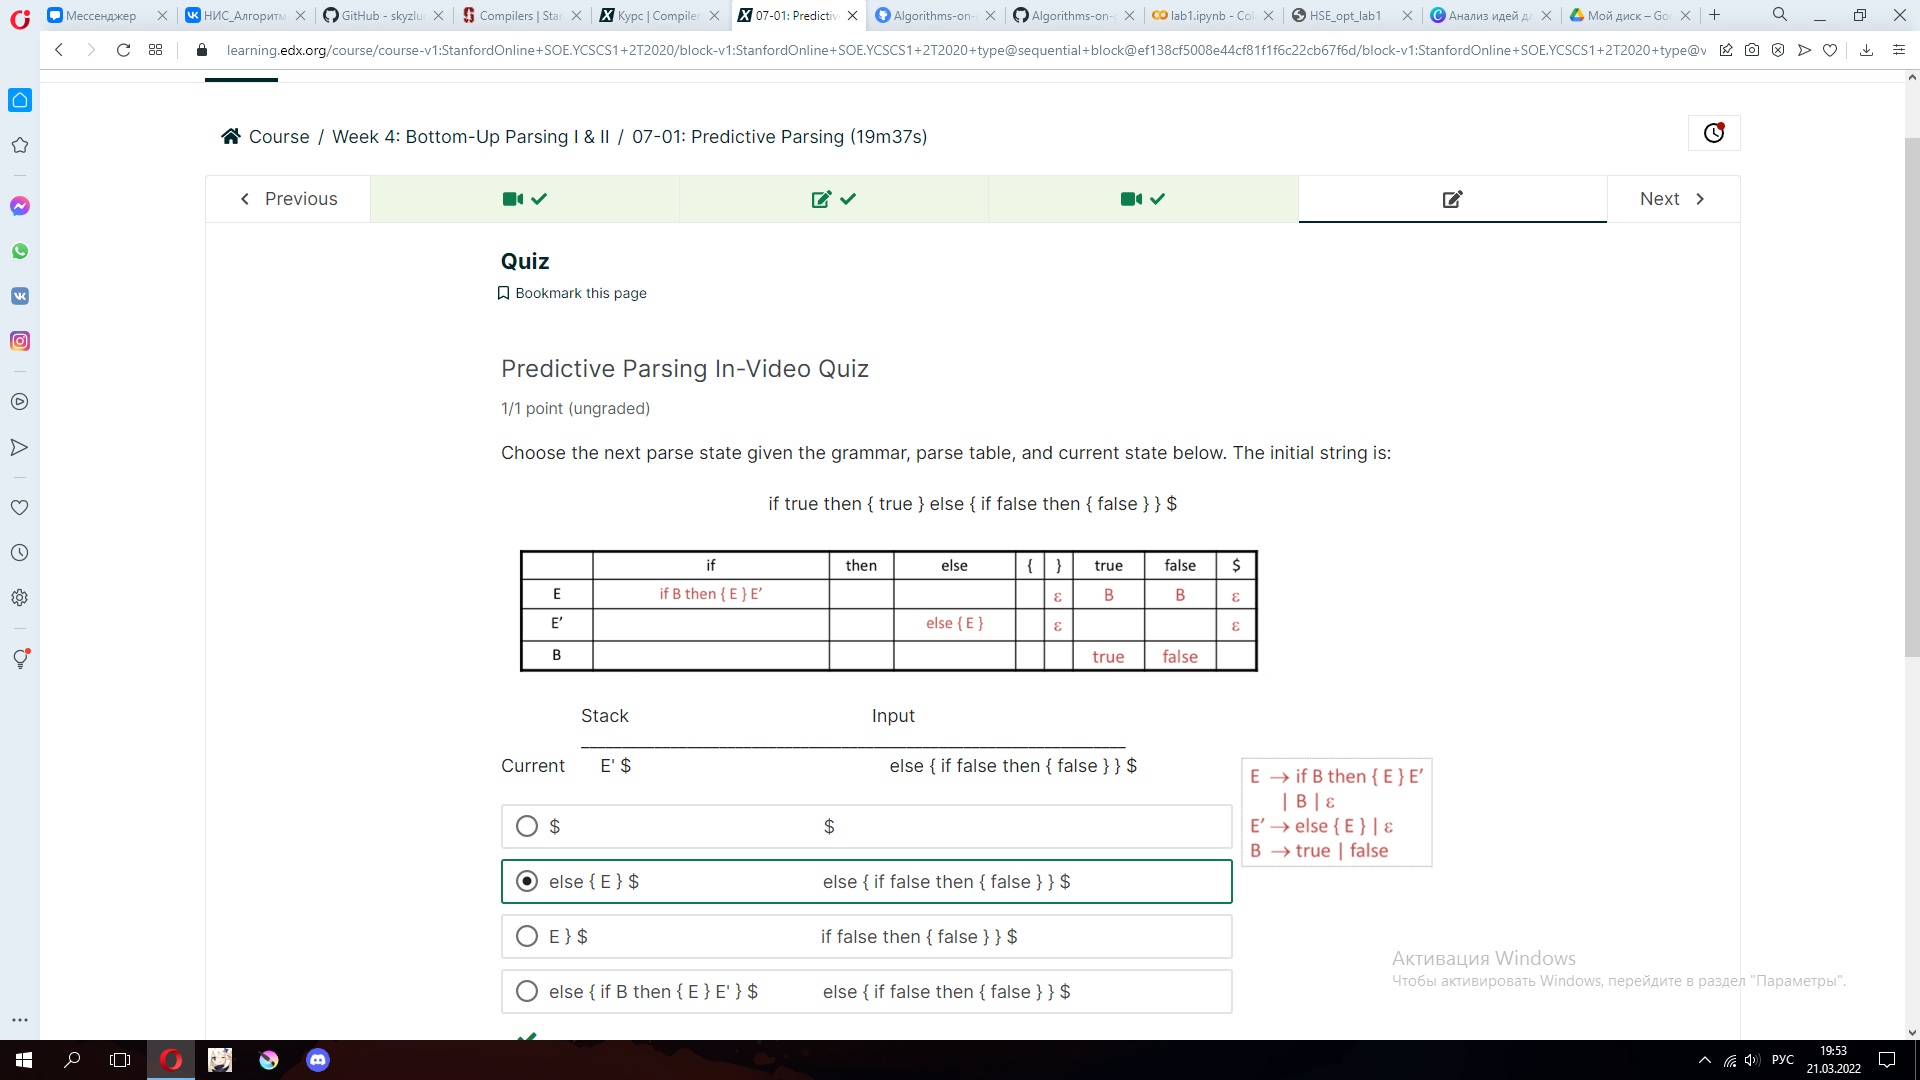 Мессенджер
НИС_Алгоритм
GitHub - skyzlu
Compilers | Star
Курс | Compiler
07-01: Predictiv
Algorithms-on-
Algorithms-on-
lab1.ipynb - Co
HSE_opt_lab1
Анализ идей д
Мой диск – Goo
learning.edx.org/course/course-v1:StanfordOnline+SOE.YCSCS1+2T2020/block-v1:StanfordOnline+SOE.YCSCS1+2T2020+type@sequential+block@ef138cf5008e44cf81f1f6c22cb67f6d/block-v1:StanfordOnline+SOE.YCSCS1+2T2020+type@v
Course / Week 4: Bottom-Up Parsing I & II / 07-01: Predictive Parsing (19m37s)
Previous
Next
Quiz
Bookmark this page
Predictive Parsing In-Video Quiz
1/1 point (ungraded)
Choose the next parse state given the grammar, parse table, and current state below. The initial string is:
if true then { true } else { if false then { false } } $
if then else { } true false $
E if B then { E } E’ ε B B ε
E’ else { E } ε ε
B true false
Stack Input
Current E' $ else { if false then { false } } $
E → if B then { E } E’
| B | ε
E’ → else { E } | ε
B → true | false
$ $
else { E } $ else { if false then { false } } $
E } $ if false then { false } } $
else { if B then { E } E' } $ else { if false then { false } } $
Активация Windows
Чтобы активировать Windows, перейдите в раздел "Параметры".
РУС
19:53
21.03.2022